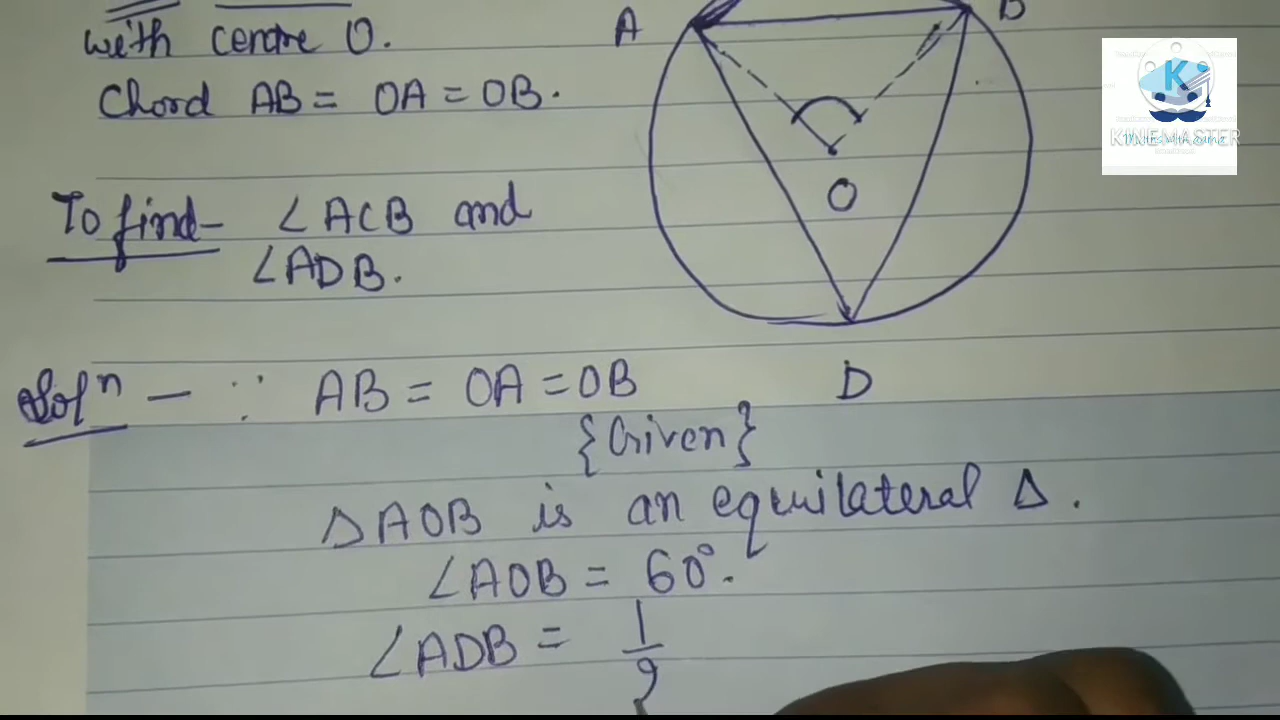 with centre O.
Chord AB = OA = OB.
To find - ∠ACB and
∠ADB.
A
B
O
D
Solⁿ - ∵ AB = OA = OB
{Given}
△AOB is an equilateral △.
∠AOB = 60°.
∠ADB = 1/2
K
KINEMASTER